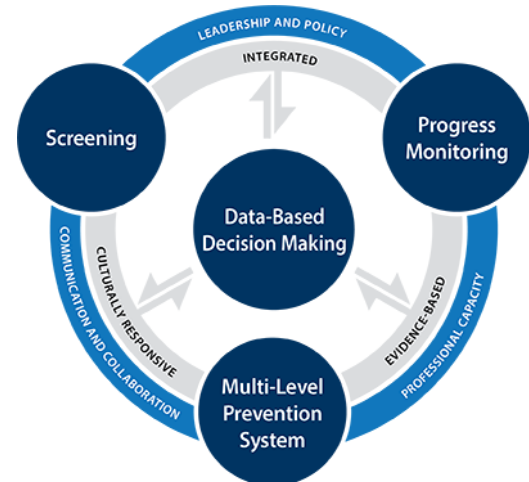 LEADERSHIP AND POLICY
INTEGRATED
Screening
Progress
Monitoring
Data-Based
Decision Making
COMMUNICATION AND COLLABORATION
CULTURALLY RESPONSIVE
EVIDENCE-BASED
PROFESSIONAL CAPACITY
Multi-Level
Prevention
System